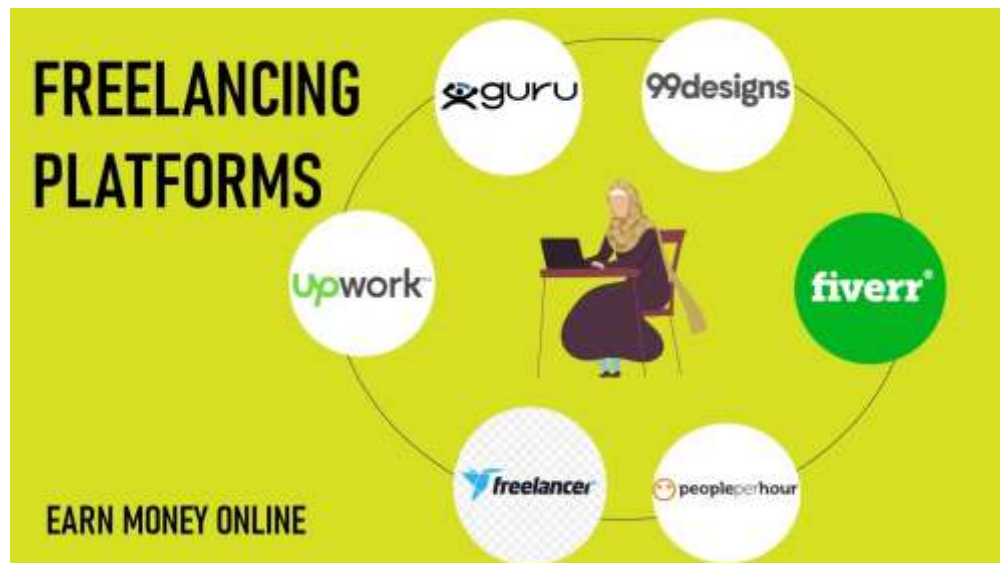 FREELANCING
PLATFORMS
guru
99designs
upwork
fiverr®
freelancer
peopleperhour
EARN MONEY ONLINE